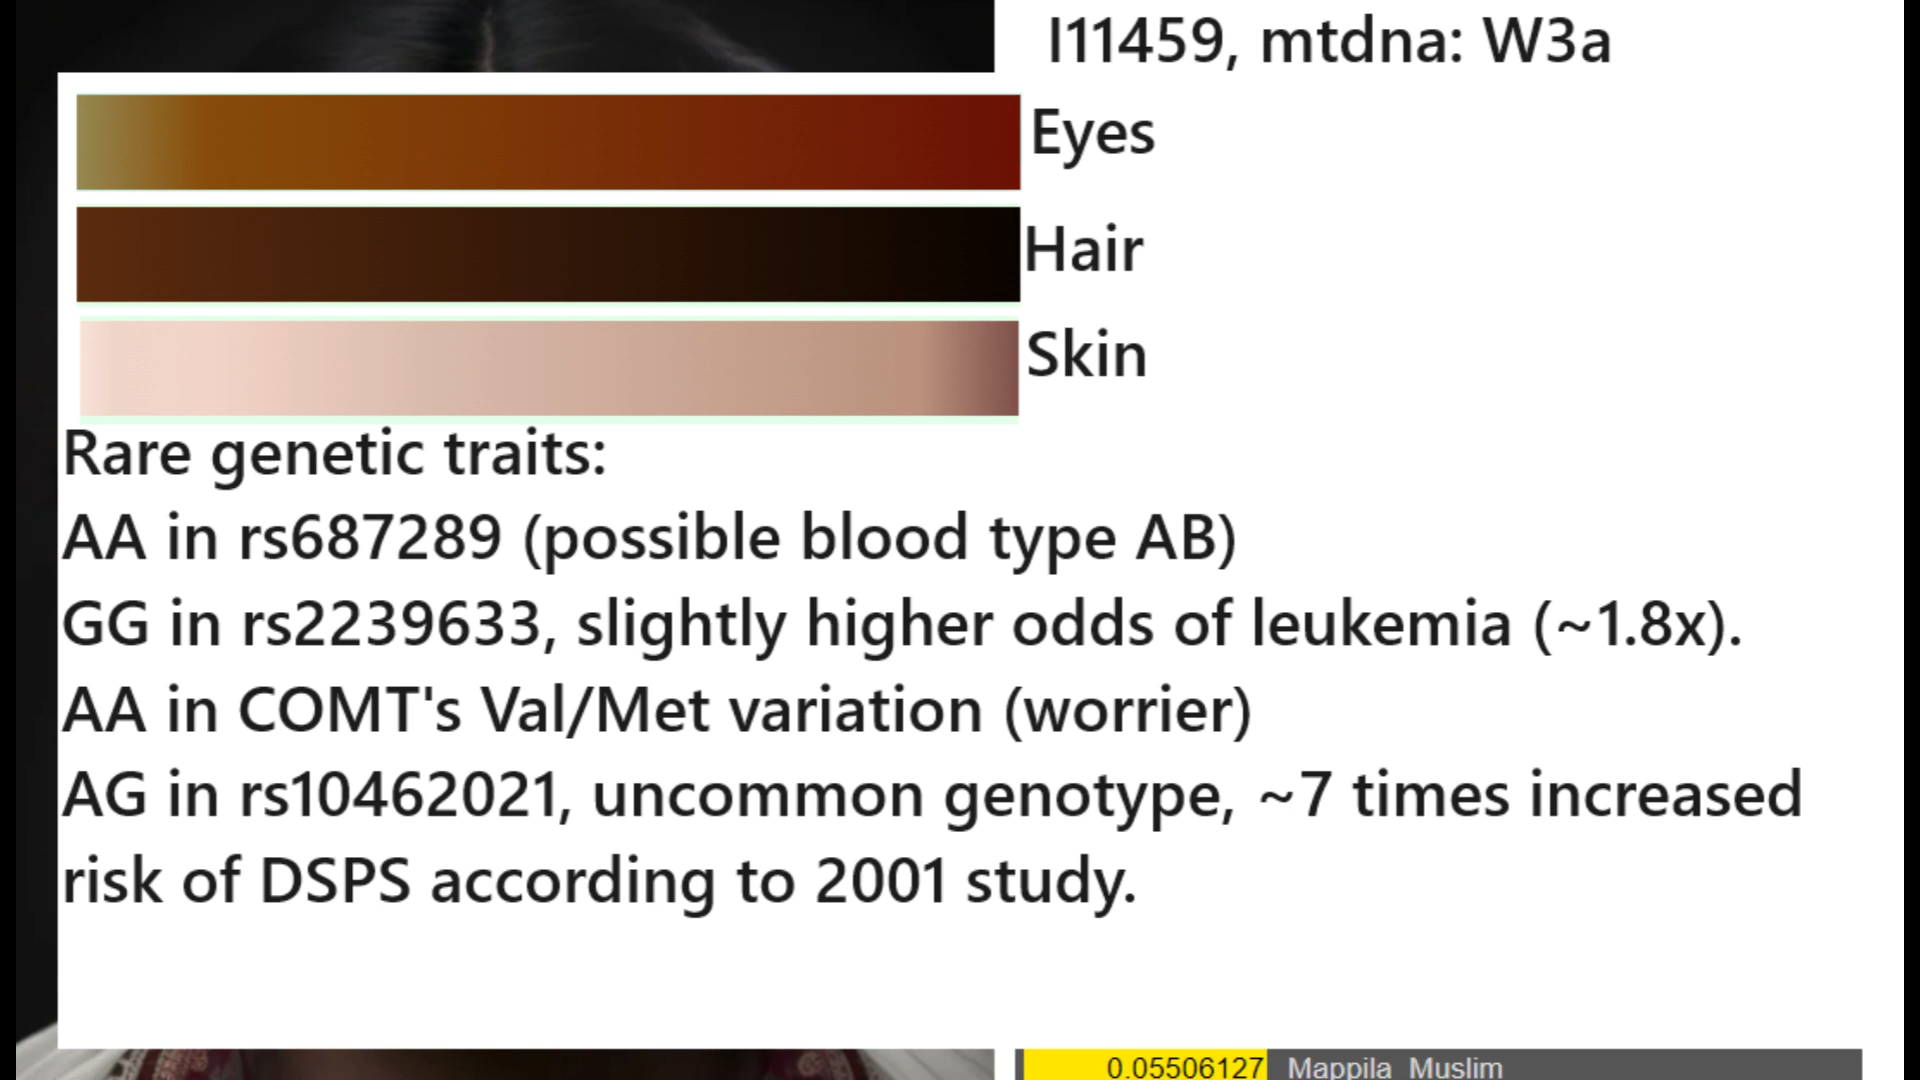 I11459, mtdna: W3a
Eyes
Hair
Skin
Rare genetic traits:
AA in rs687289 (possible blood type AB)
GG in rs2239633, slightly higher odds of leukemia (~1.8x).
AA in COMT's Val/Met variation (worrier)
AG in rs10462021, uncommon genotype, ~7 times increased
risk of DSPS according to 2001 study.
0.05506127 Mappila_Muslim